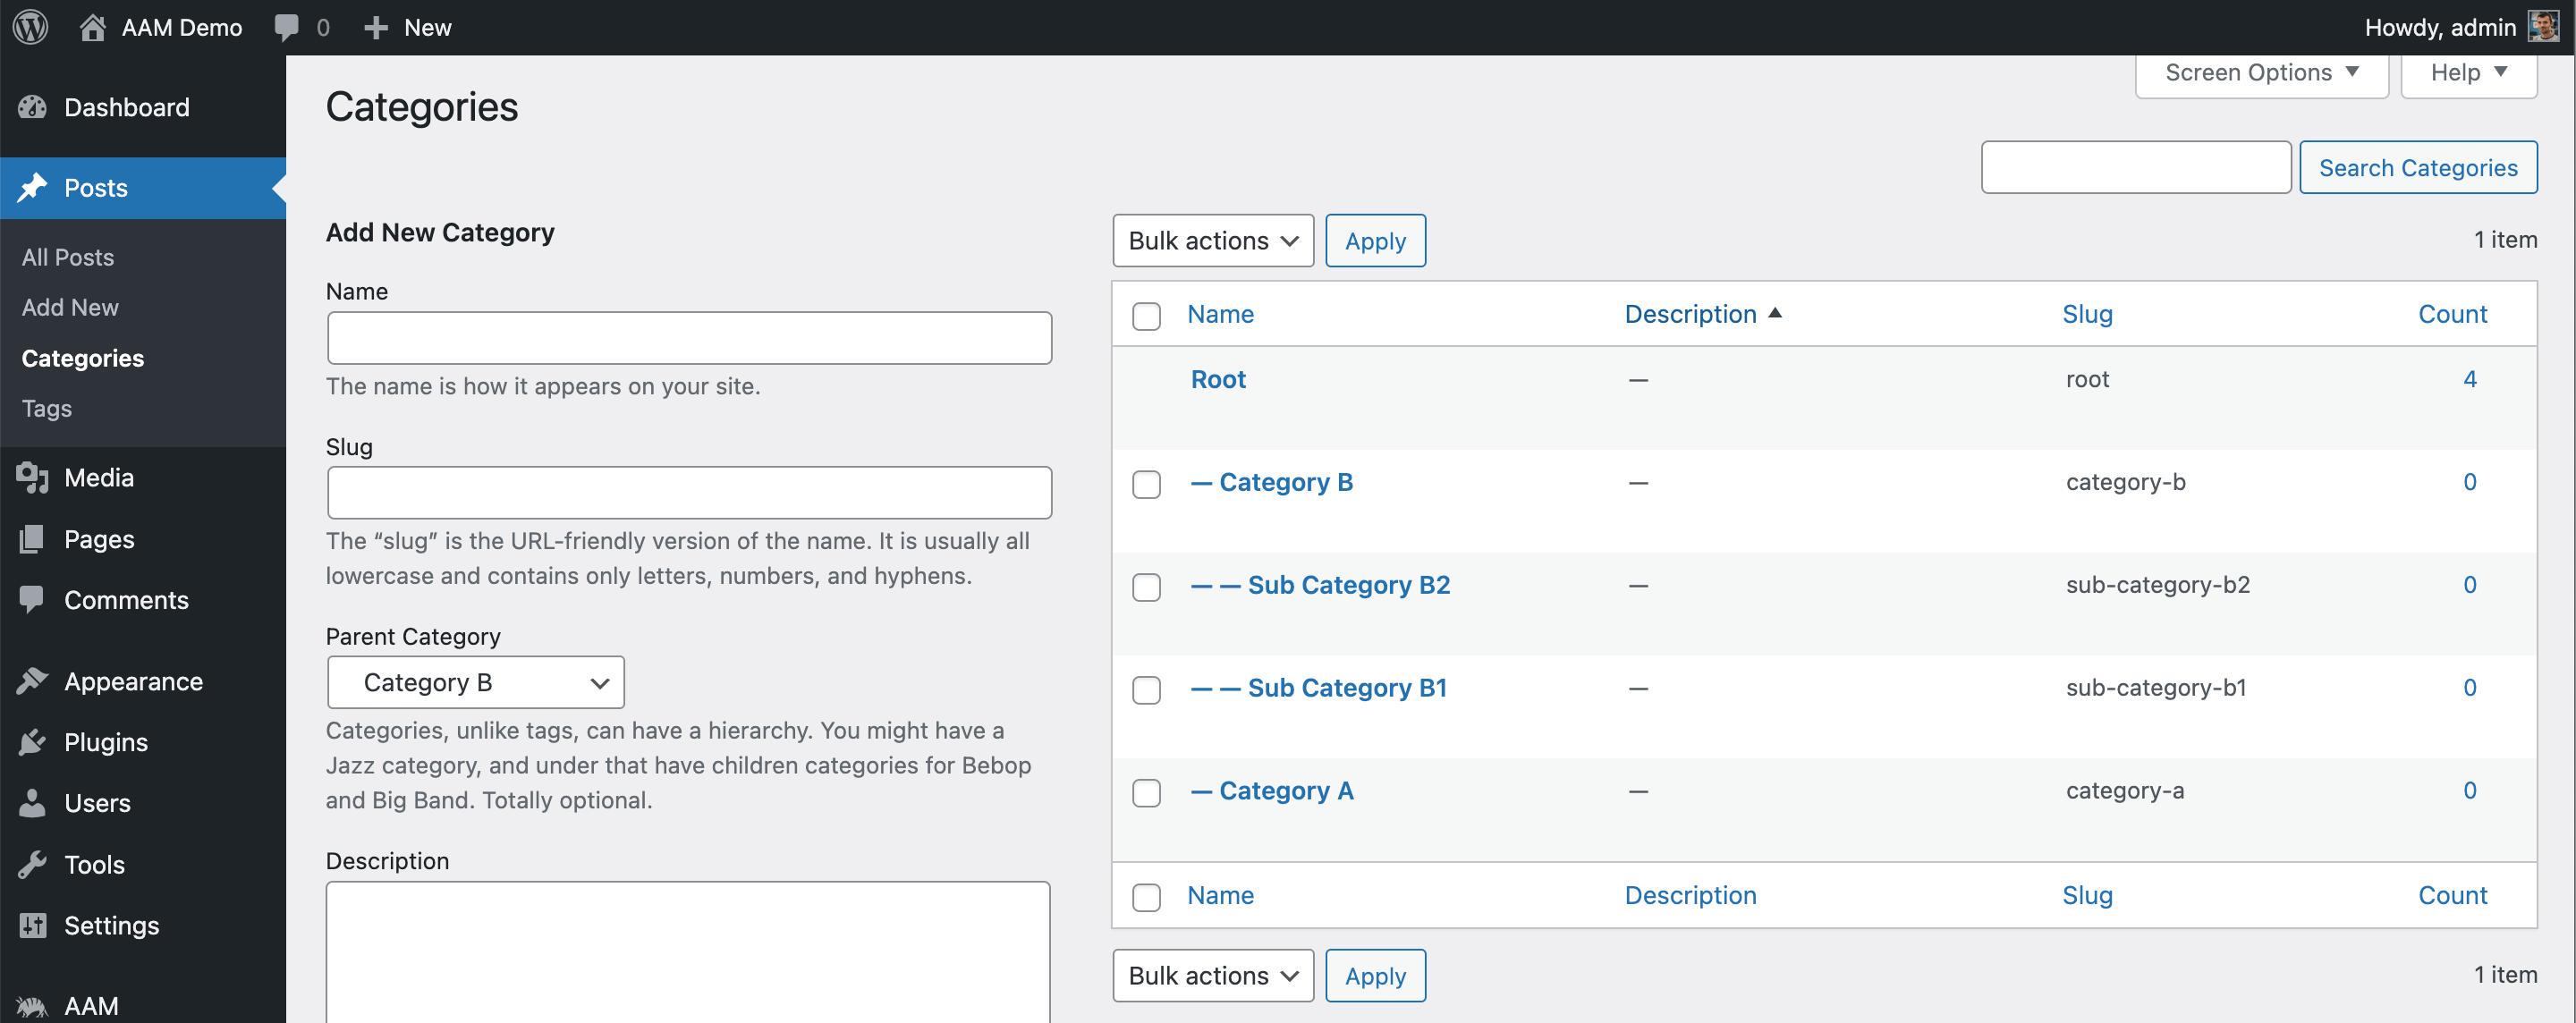 AAM Demo 0 + New Howdy, admin
Dashboard
Posts
All Posts
Add New
Categories
Tags
Media
Pages
Comments
Appearance
Plugins
Users
Tools
Settings
AAM
Screen Options ▼ Help ▼
Categories
Search Categories
Add New Category
Name
The name is how it appears on your site.
Slug
The “slug” is the URL-friendly version of the name. It is usually all
lowercase and contains only letters, numbers, and hyphens.
Parent Category
Category B
Categories, unlike tags, can have a hierarchy. You might have a
Jazz category, and under that have children categories for Bebop
and Big Band. Totally optional.
Description
Bulk actions Apply 1 item
Name Description ▲ Slug Count
Root — root 4
— Category B — category-b 0
— — Sub Category B2 — sub-category-b2 0
— — Sub Category B1 — sub-category-b1 0
— Category A — category-a 0
Name Description Slug Count
Bulk actions Apply 1 item